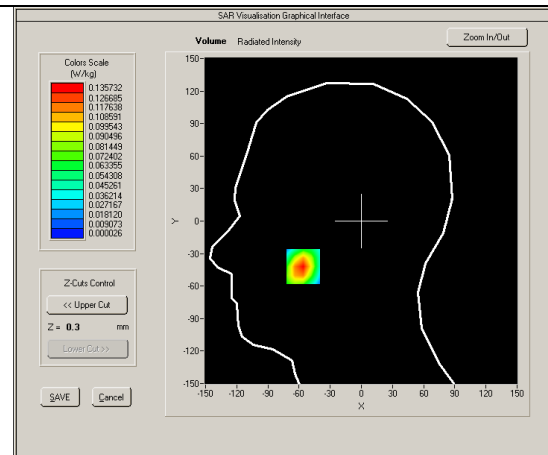 SAR Visualisation Graphical Interface
Volume Radiated Intensity
Zoom In/Out
Colors Scale
(W/kg)
0.135732
0.126685
0.117638
0.108591
0.099543
0.090496
0.081449
0.072402
0.063355
0.054308
0.045261
0.036214
0.027167
0.018120
0.009073
0.000026
Z-Cuts Control
<< Upper Cut
Z = 0.3 mm
Lower Cut >>
SAVE Cancel
150
120
90
60
30
0
-30
-60
-90
-120
-150
Y
-150 -120 -90 -60 -30 0 30 60 90 120 150
X